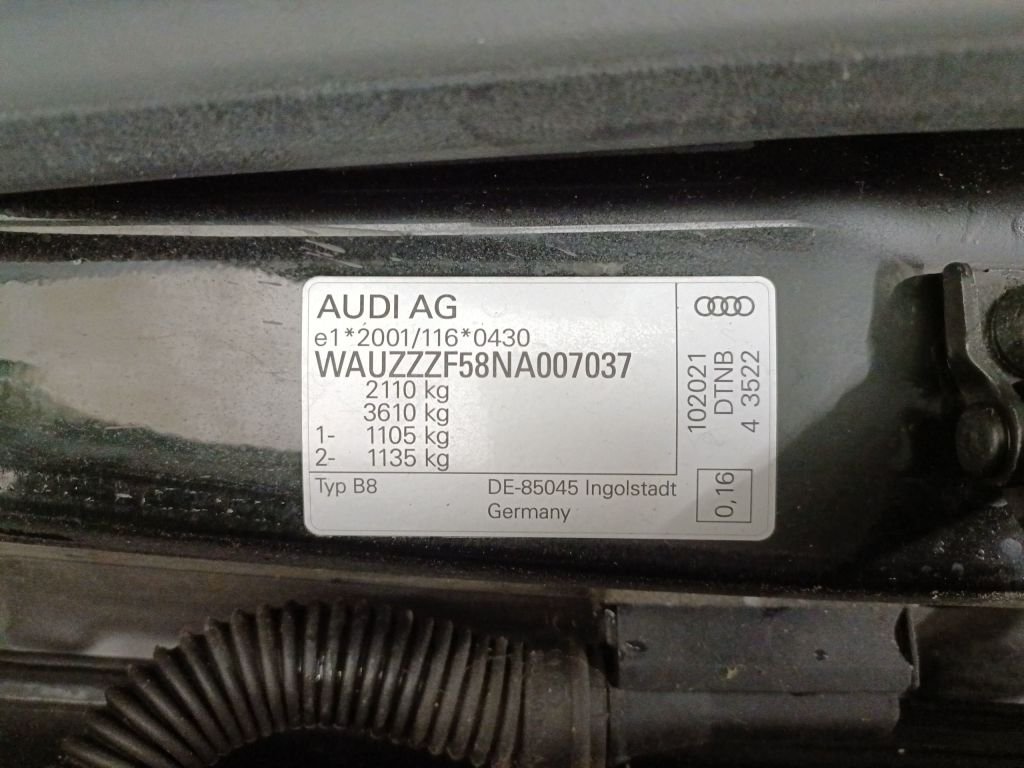 AUDI AG
e1*2001/116*0430
WAUZZZF58NA007037
2110 kg
3610 kg
1- 1105 kg
2- 1135 kg
Typ B8
DE-85045 Ingolstadt
Germany
102021
DTNB
4 3522
0,16